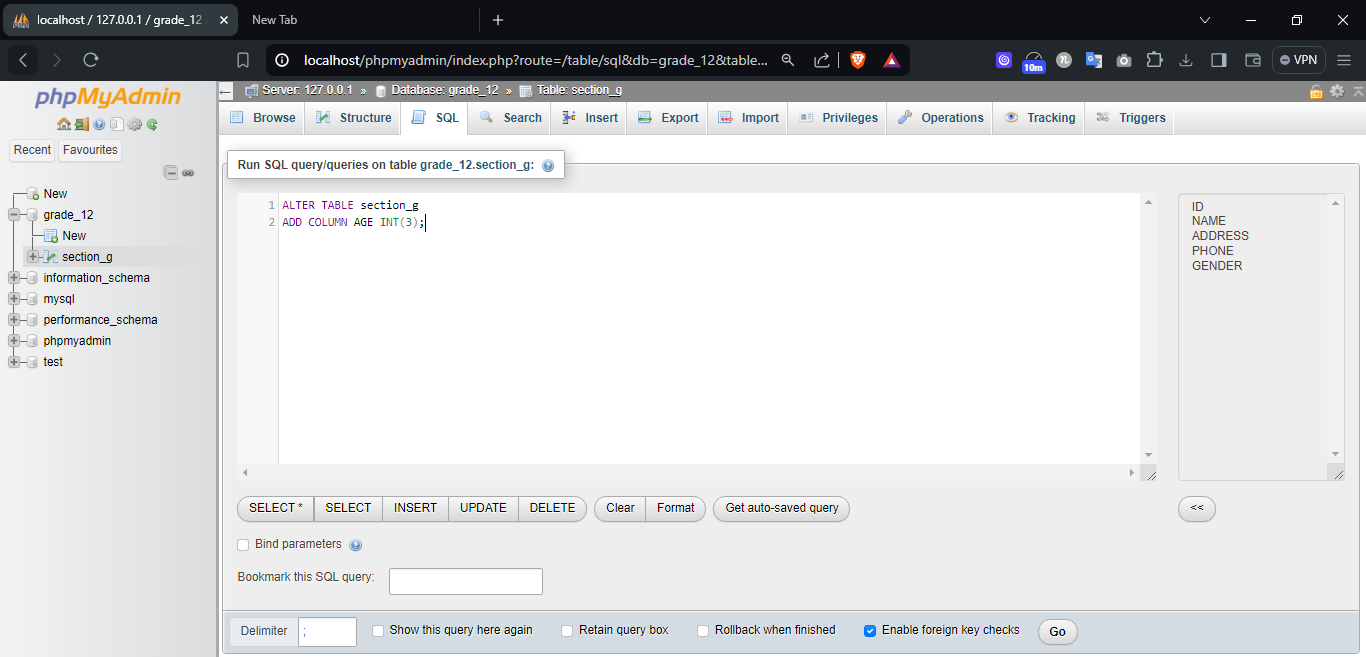 localhost / 127.0.0.1 / grade_12
New Tab
localhost/phpmyadmin/index.php?route=/table/sql&db=grade_12&table...
10m
VPN
phpMyAdmin
Recent
Favourites
New
grade_12
New
section_g
information_schema
mysql
performance_schema
phpmyadmin
test
Server: 127.0.0.1 » Database: grade_12 » Table: section_g
Browse
Structure
SQL
Search
Insert
Export
Import
Privileges
Operations
Tracking
Triggers
Run SQL query/queries on table grade_12.section_g:
1 ALTER TABLE section_g
2 ADD COLUMN AGE INT(3);
ID
NAME
ADDRESS
PHONE
GENDER
SELECT *
SELECT
INSERT
UPDATE
DELETE
Clear
Format
Get auto-saved query
<<
Bind parameters
Bookmark this SQL query:
Delimiter
;
Show this query here again
Retain query box
Rollback when finished
Enable foreign key checks
Go